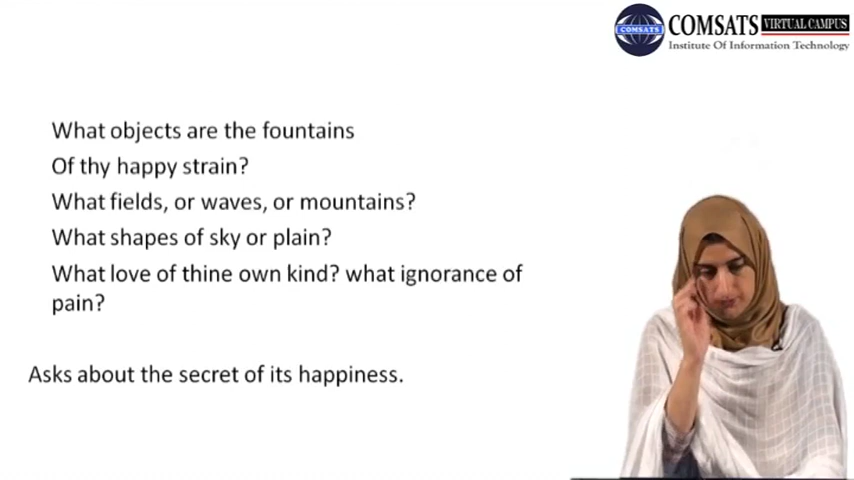 COMSATS
COMSATS VIRTUAL CAMPUS
Institute Of Information Technology
What objects are the fountains
Of thy happy strain?
What fields, or waves, or mountains?
What shapes of sky or plain?
What love of thine own kind? what ignorance of
pain?
Asks about the secret of its happiness.